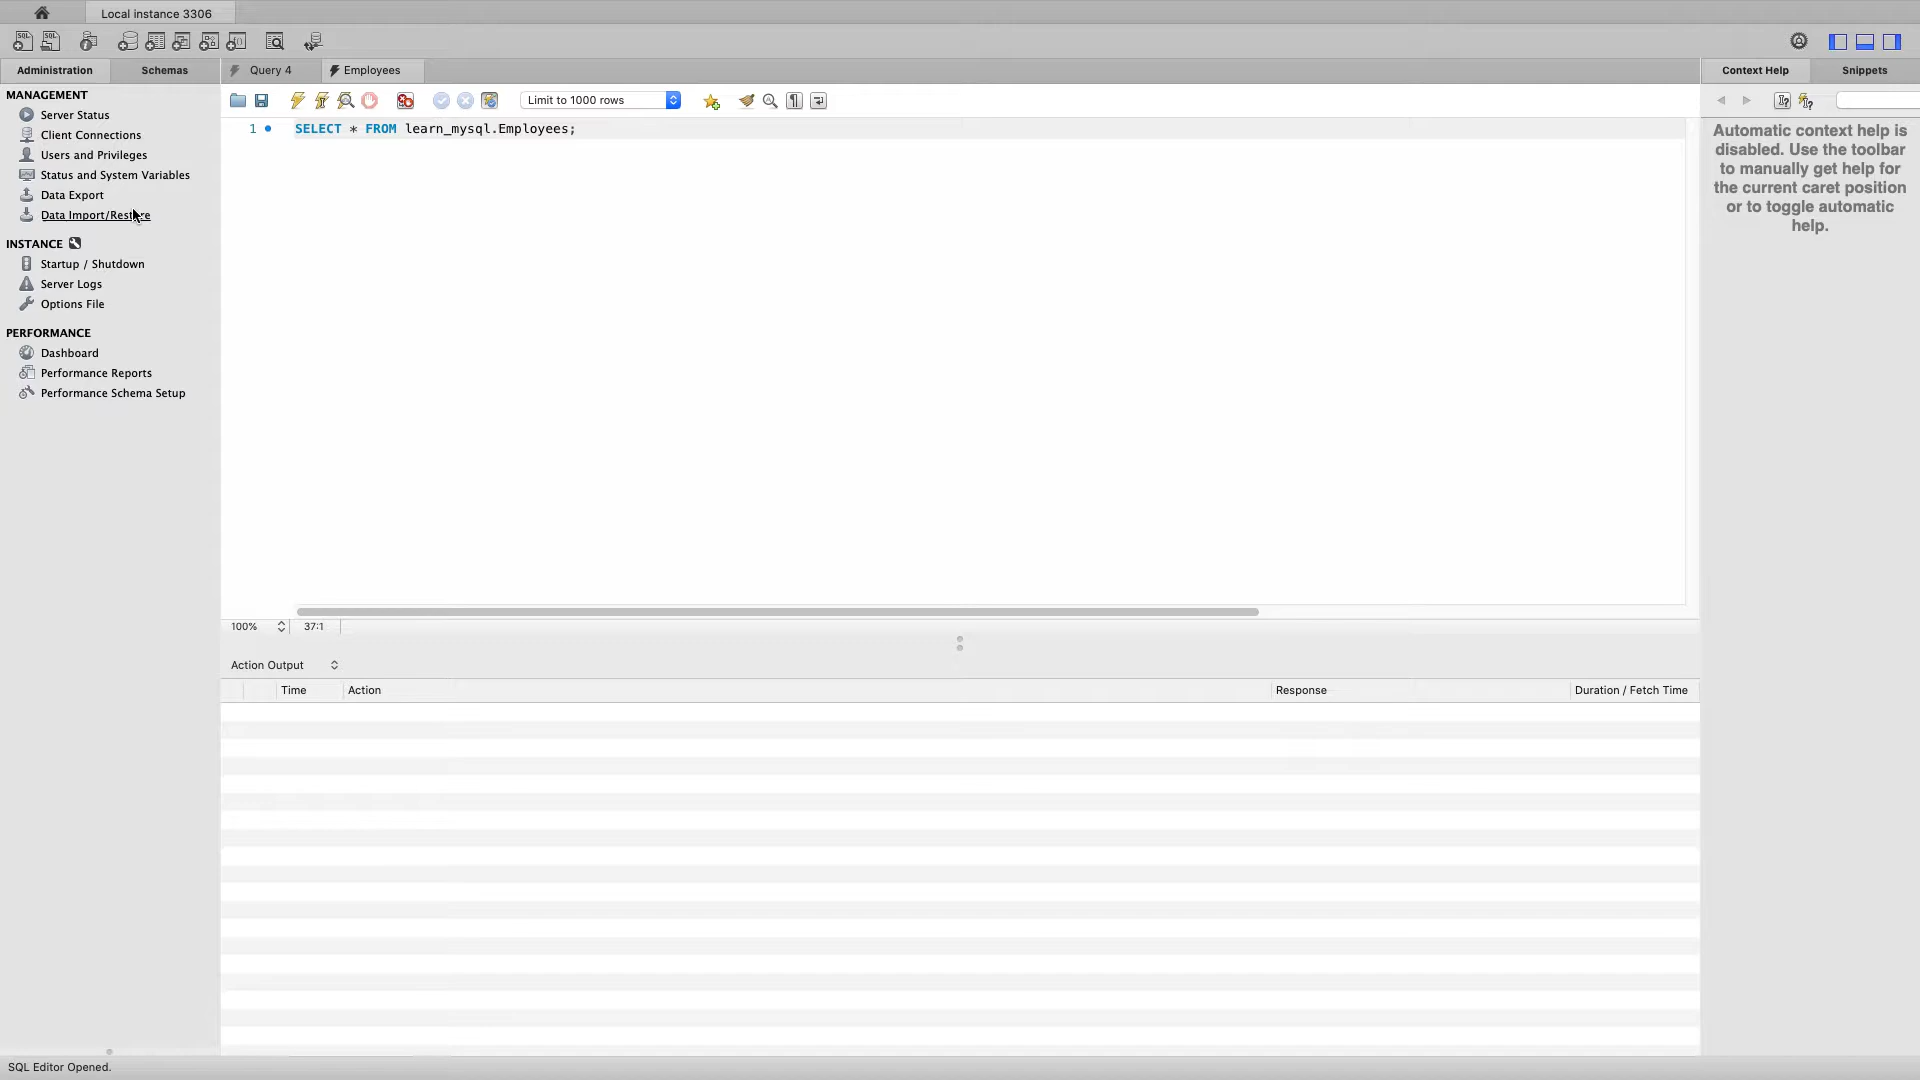 Local instance 3306
Administration
Schemas
Query 4
Employees
Context Help
Snippets
MANAGEMENT
Server Status
Client Connections
Users and Privileges
Status and System Variables
Data Export
Data Import/Restore
INSTANCE
Startup / Shutdown
Server Logs
Options File
PERFORMANCE
Dashboard
Performance Reports
Performance Schema Setup
Limit to 1000 rows
1
SELECT * FROM learn_mysql.Employees;
Automatic context help is
disabled. Use the toolbar
to manually get help for
the current caret position
or to toggle automatic
help.
100%
37:1
Action Output
Time
Action
Response
Duration / Fetch Time
SQL Editor Opened.